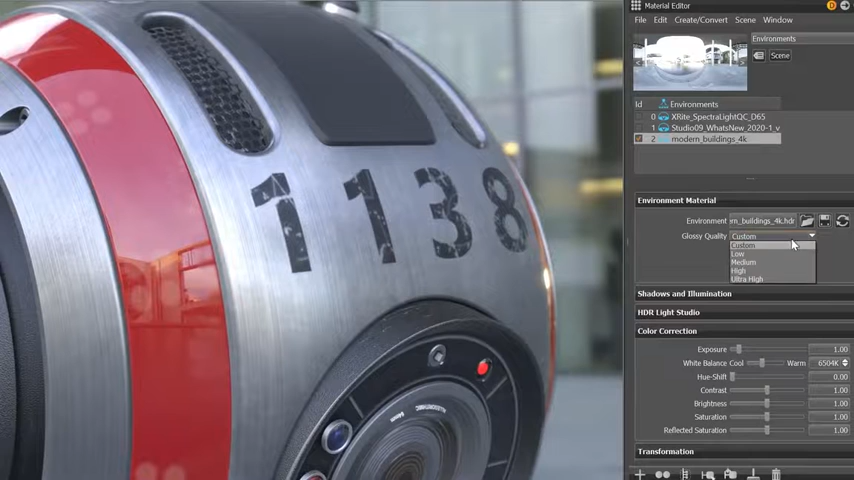 Material Editor
File Edit Create/Convert Scene Window
Environments
Scene
Id Environments
0 XRite_SpectraLightQC_D65
1 Studio09_WhatsNew_2020-1_v
2 modern_buildings_4k
Environment Material
Environment rn_buildings_4k.hdr
Glossy Quality Custom
Custom
Low
Medium
High
Ultra High
Shadows and Illumination
HDR Light Studio
Color Correction
Exposure 1.00
White Balance Cool Warm 6504K
Hue-Shift 0.00
Contrast 1.00
Brightness 1.00
Saturation 1.00
Reflected Saturation 1.00
Transformation
1138